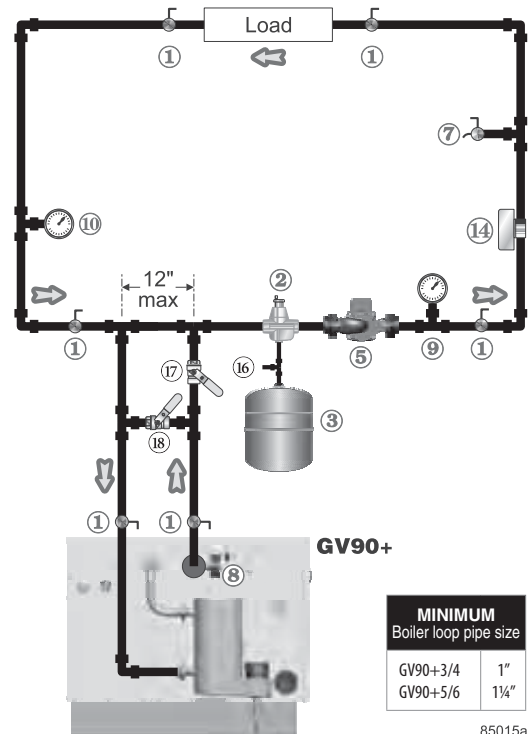 Load
①
①
⑦
⑩
⑭
12"
max
②
①
⑰
⑯
⑤
⑨
①
③
⑱
①
①
GV90+
⑧
MINIMUM
Boiler loop pipe size
GV90+3/4 1"
GV90+5/6 1¼"
85015a